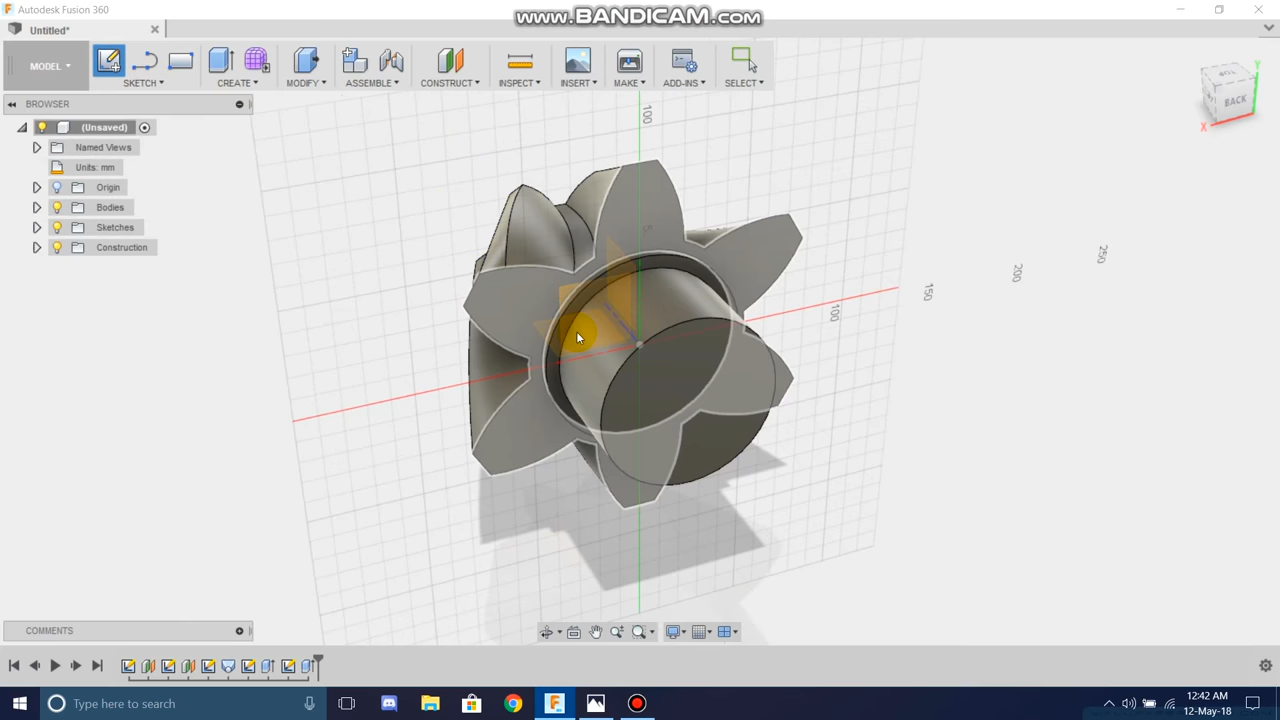 Autodesk Fusion 360
www.BANDICAM.com
Untitled*
MODEL
SKETCH
CREATE
MODIFY
ASSEMBLE
CONSTRUCT
INSPECT
INSERT
MAKE
ADD-INS
SELECT
BROWSER
(Unsaved)
Named Views
Units: mm
Origin
Bodies
Sketches
Construction
100
5
100
150
200
250
TOP
BACK
X
Y
COMMENTS
Type here to search
12:42 AM
12-May-18